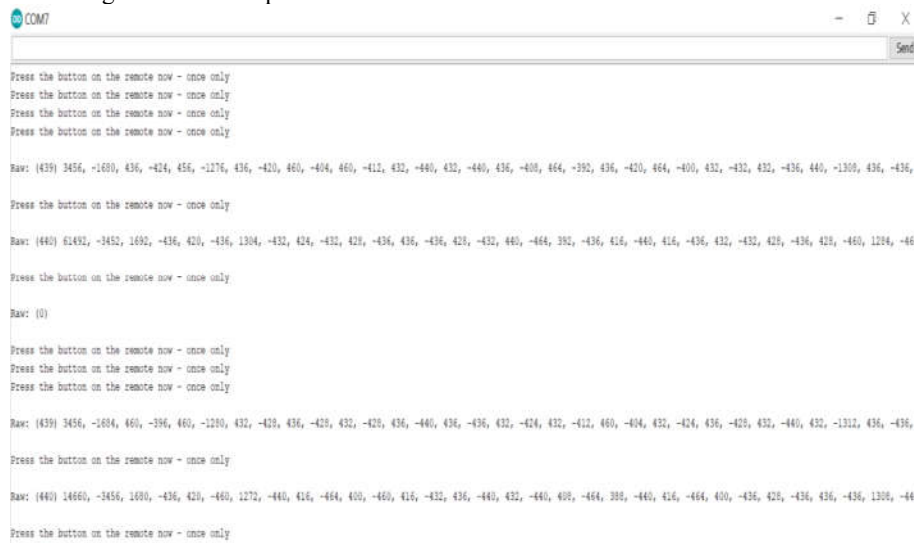 COM7
Send
Press the button on the remote now - once only
Press the button on the remote now - once only
Press the button on the remote now - once only
Press the button on the remote now - once only
Raw: (439) 3456, -1680, 436, -424, 456, -1276, 436, -420, 460, -404, 460, -412, 432, -440, 432, -440, 436, -408, 464, -392, 436, -420, 464, -400, 432, -432, 432, -436, 440, -1308, 436, -436,
Press the button on the remote now - once only
Raw: (440) 61492, -3452, 1692, -436, 420, -436, 1304, -432, 424, -432, 428, -436, 436, -436, 428, -432, 440, -464, 392, -436, 416, -440, 416, -436, 432, -432, 428, -436, 428, -460, 1284, -46
Press the button on the remote now - once only
Raw: (0)
Press the button on the remote now - once only
Press the button on the remote now - once only
Press the button on the remote now - once only
Raw: (439) 3456, -1684, 460, -396, 460, -1280, 432, -428, 436, -428, 432, -428, 436, -440, 436, -436, 432, -424, 432, -412, 460, -404, 432, -424, 436, -428, 432, -440, 432, -1312, 436, -436,
Press the button on the remote now - once only
Raw: (440) 14660, -3456, 1680, -436, 420, -460, 1272, -440, 416, -464, 400, -460, 416, -432, 436, -440, 432, -440, 408, -464, 388, -440, 416, -464, 400, -436, 428, -436, 436, -436, 1308, -44
Press the button on the remote now - once only